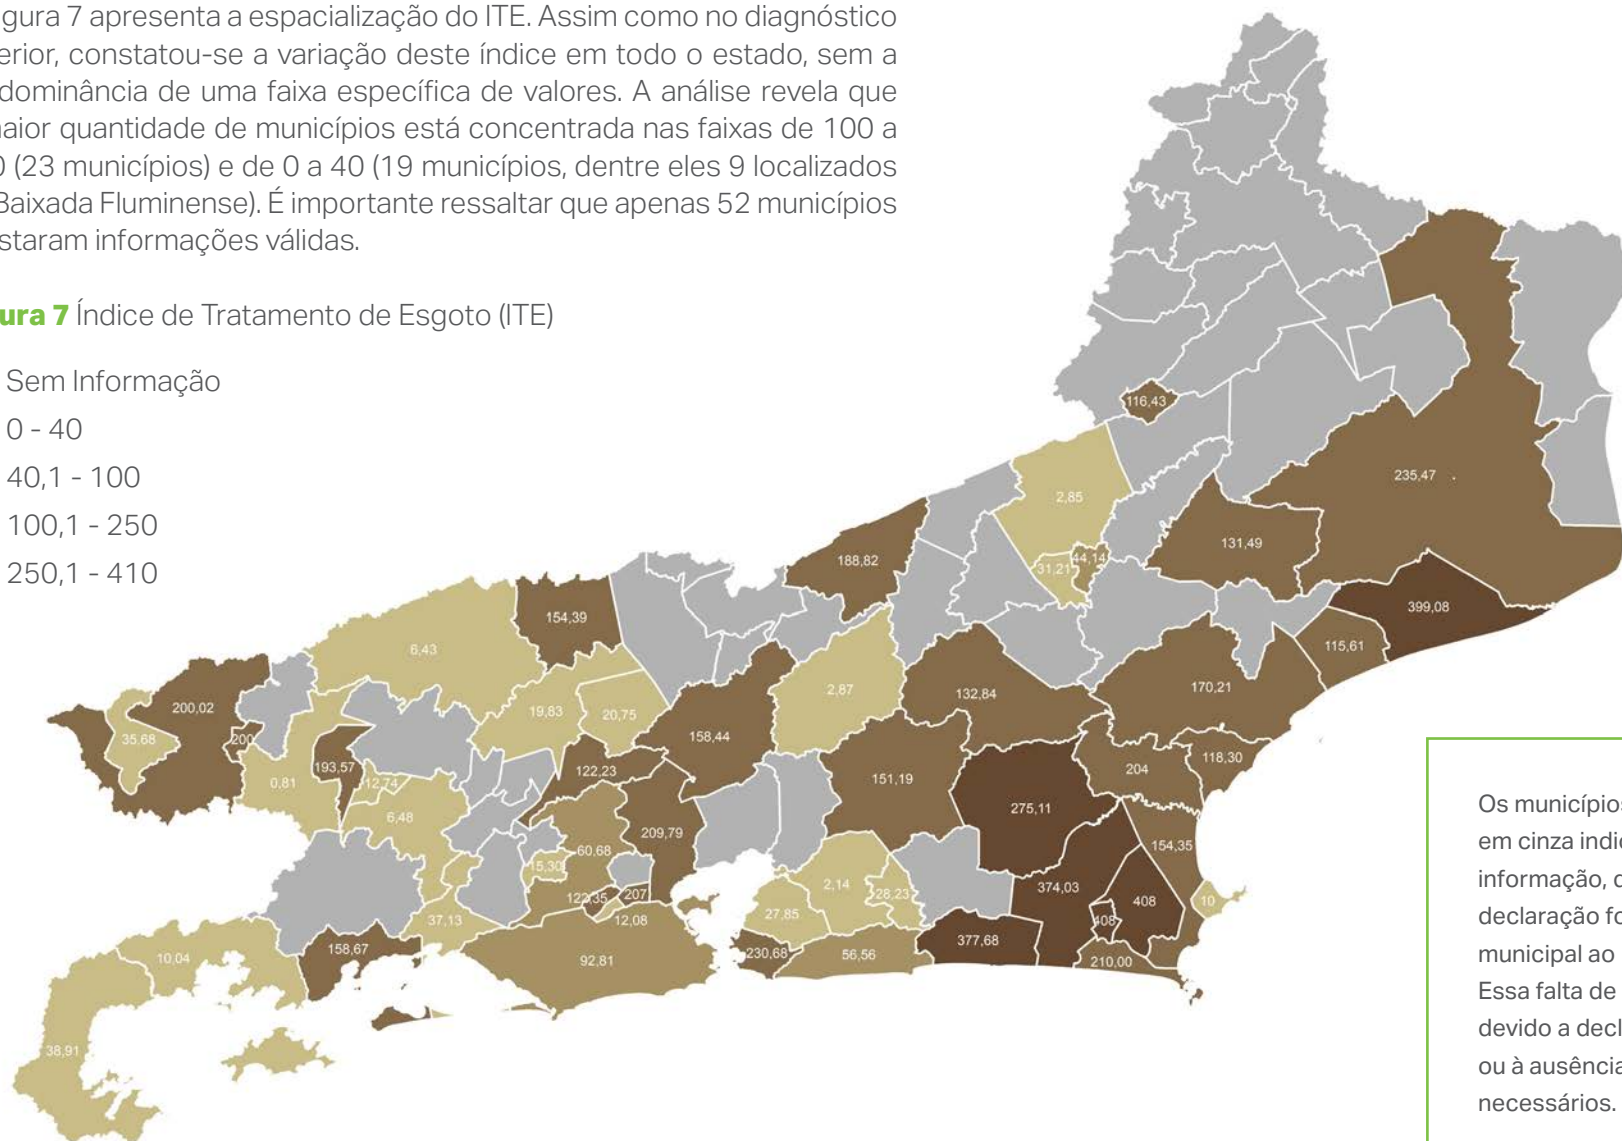 gura 7 apresenta a espacialização do ITE. Assim como no diagnóstico
erior, constatou-se a variação deste índice em todo o estado, sem a
dominância de uma faixa específica de valores. A análise revela que
aior quantidade de municípios está concentrada nas faixas de 100 a
0 (23 municípios) e de 0 a 40 (19 municípios, dentre eles 9 localizados
Baixada Fluminense). É importante ressaltar que apenas 52 municípios
staram informações válidas.
ura 7 Índice de Tratamento de Esgoto (ITE)
Sem Informação
0 - 40
40,1 - 100
100,1 - 250
250,1 - 410
116,43
235,47
2,85
131,49
188,82
44,14
31,21
399,08
154,39
115,61
6,43
170,21
2,87
132,84
200,02
19,83
20,75
35,68
200
158,44
118,30
193,57
122,23
204
0,81
12,74
151,19
275,11
6,48
209,79
154,35
60,68
15,30
2,14
374,03
408
122,35
207
28,23
10
37,13
12,08
27,85
408
377,68
158,67
230,68
56,56
210,00
10,04
92,81
38,91
Os municípios
em cinza indic
informação, d
declaração fo
municipal ao
Essa falta de
devido a decl
ou à ausência
necessários.